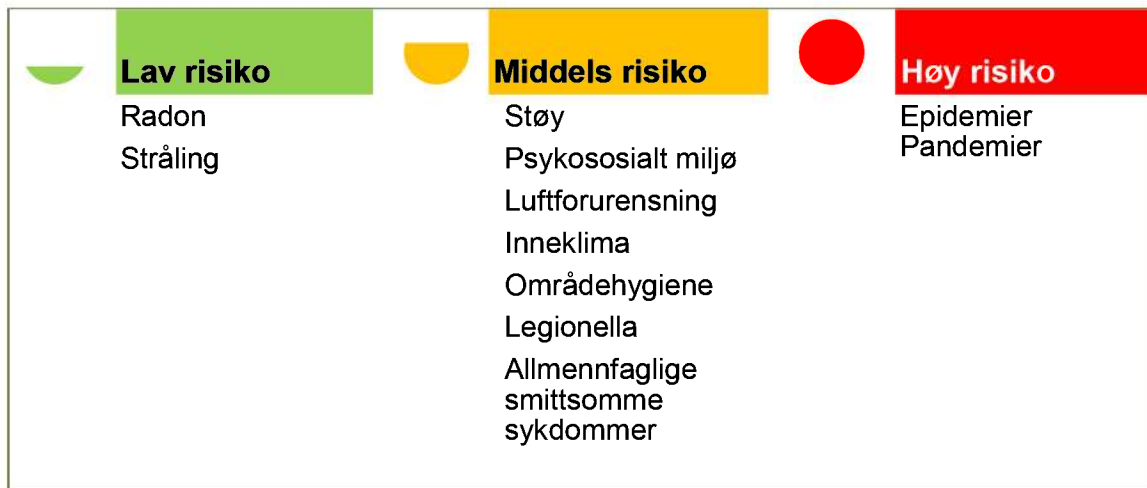 Lav risiko
Radon
Stråling
Middels risiko
Støy
Psykososialt miljø
Luftforurensning
Inneklima
Områdehygiene
Legionella
Allmennfaglige
smittsomme
sykdommer
Høy risiko
Epidemier
Pandemier